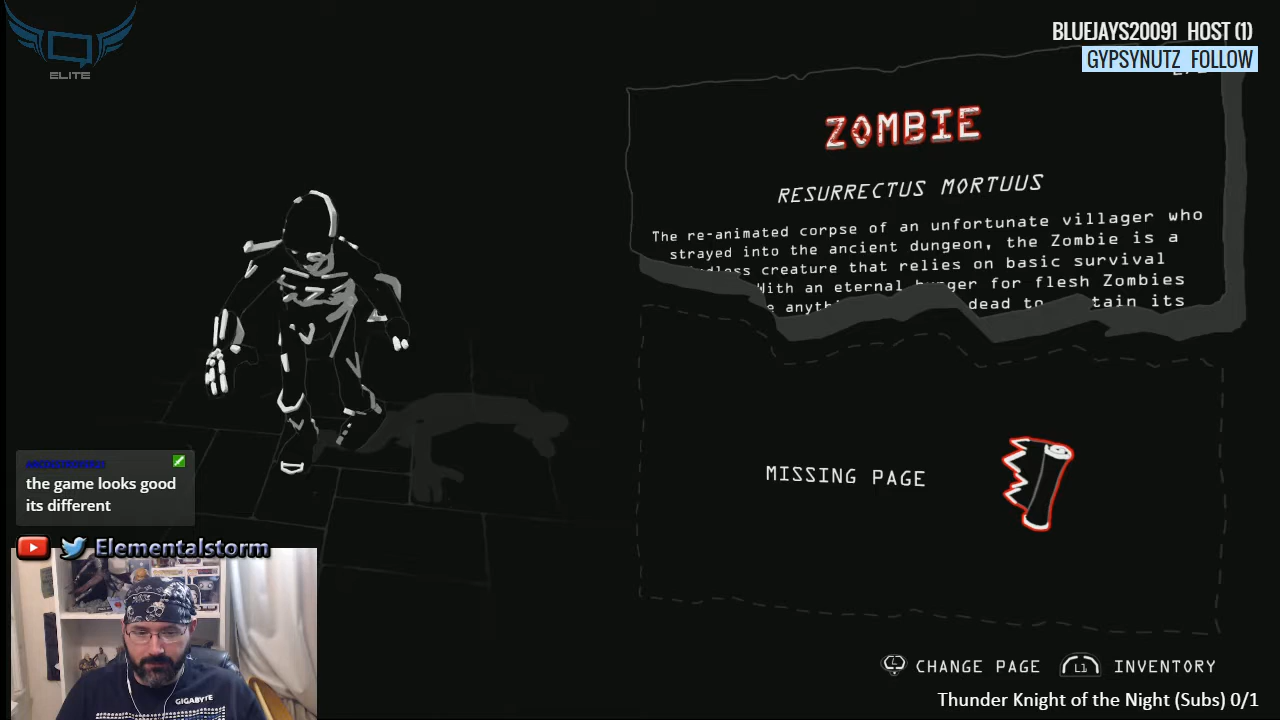 ELITE
BLUEJAYS20091 HOST (1)
GYPSYNUTZ FOLLOW
ZOMBIE
RESURRECTUS MORTUUS
The re-animated corpse of an unfortunate villager who
strayed into the ancient dungeon, the Zombie is a
creature that relies on basic survival
With an eternal hunger for flesh Zombies
dead to its
MISSING PAGE
the game looks good
its different
Elementalstorm
GIGABYTE
L CHANGE PAGE L1 INVENTORY
Thunder Knight of the Night (Subs) 0/1